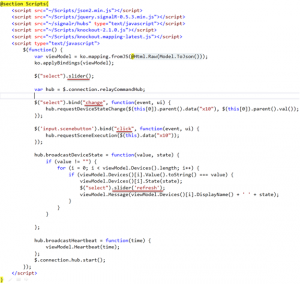 @section Scripts{
<script src="~/Scripts/json2.min.js"></script>
<script src="~/Scripts/jquery.signalR-0.5.3.min.js"></script>
<script src="~/signalr/hubs" type="text/javascript"></script>
<script src="~/Scripts/knockout-2.1.0.js"></script>
<script src="~/Scripts/knockout.mapping-latest.js"></script>
<script type="text/javascript">
$(function() {
var viewModel = ko.mapping.fromJS(@Html.Raw(Model.ToJson()));
ko.applyBindings(viewModel);
$("select").slider();
var hub = $.connection.relayCommandHub;
$("select").bind("change", function(event, ui) {
hub.requestDeviceStateChange($(this[0]).parent().data("x10"), $(this[0]).parent().val());
});
$('input.scenebutton').bind("click", function(event, ui) {
hub.requestSceneExecution($(this).data("x10"));
});
hub.broadcastDeviceState = function(value, state) {
if (value != "") {
for (i = 0; i < viewModel.Devices().length; i++) {
if (viewModel.Devices()[i].Value().toString() === value) {
viewModel.Devices()[i].State(state);
$("select").slider('refresh');
viewModel.Message(viewModel.Devices()[i].DisplayName() + ' ' + state);
}
}
}
};
hub.broadcastHeartbeat = function(time) {
viewModel.Heartbeat(time);
};
$.connection.hub.start();
});
</script>
}